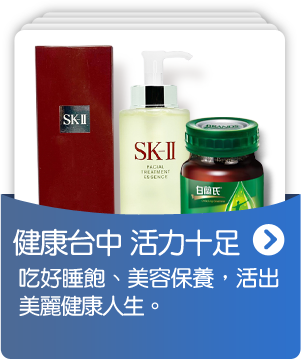 SK-II
SK-II
FACIAL
TREATMENT
ESSENCE
BRAND'S
白蘭氏
健康台中 活力十足
吃好睡飽、美容保養，活出
美麗健康人生。